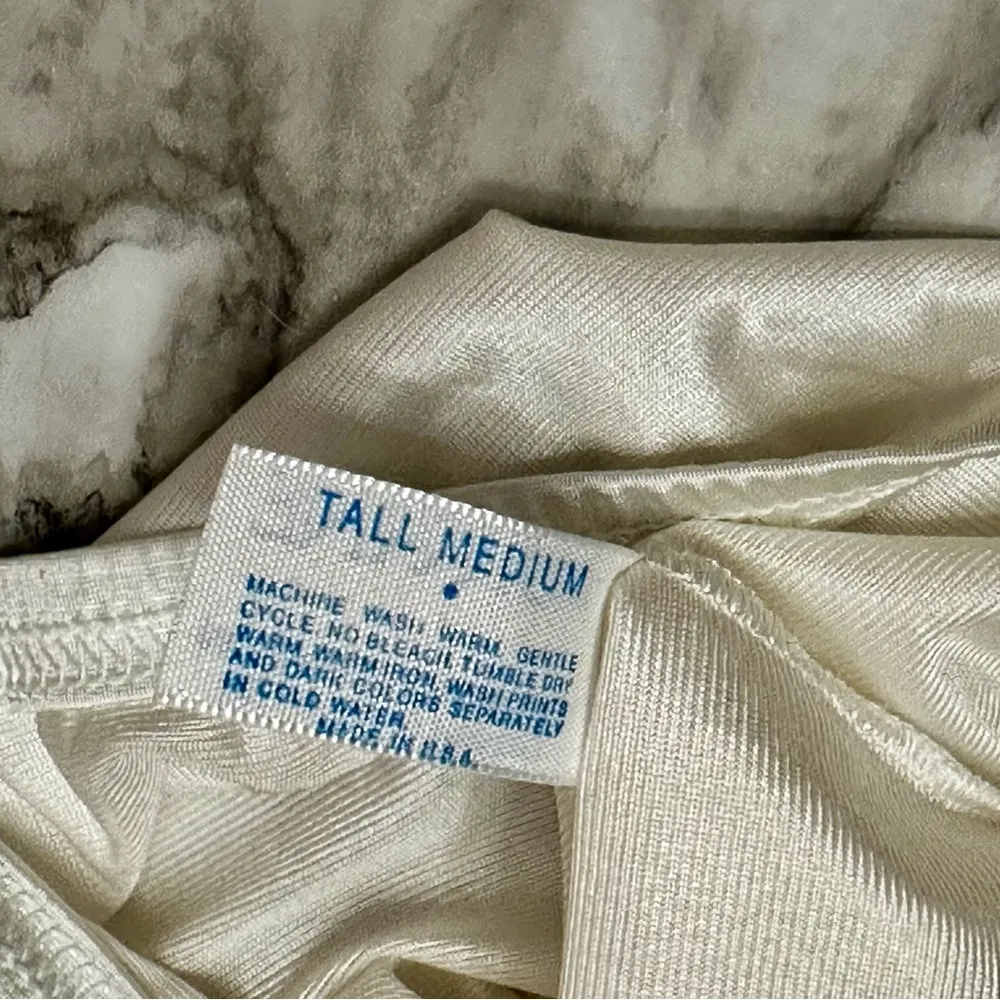 TALL MEDIUM
•
MACHINE WASH WARM, GENTLE
CYCLE. NO BLEACH, TUMBLE DRY
WARM. WARM IRON. WASH PRINTS
AND DARK COLORS SEPARATELY
IN COLD WATER.
MADE IN U.S.A.